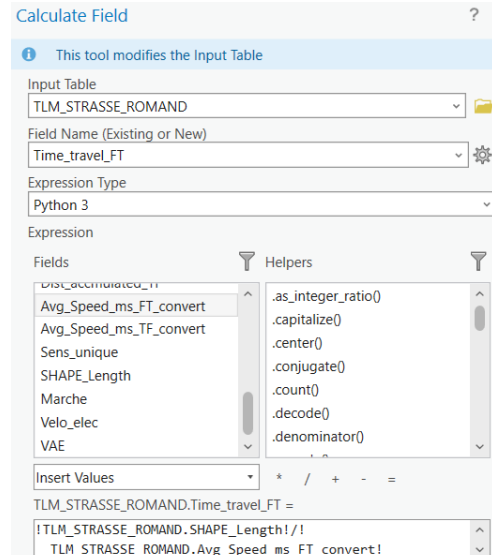 Calculate Field ?
This tool modifies the Input Table
Input Table
TLM_STRASSE_ROMAND
Field Name (Existing or New)
Time_travel_FT
Expression Type
Python 3
Expression
Fields
Dist_accmulated_TF
Avg_Speed_ms_FT_convert
Avg_Speed_ms_TF_convert
Sens_unique
SHAPE_Length
Marche
Velo_elec
VAE
Helpers
.as_integer_ratio()
.capitalize()
.center()
.conjugate()
.count()
.decode()
.denominator()
Insert Values * / + - =
TLM_STRASSE_ROMAND.Time_travel_FT =
!TLM_STRASSE_ROMAND.SHAPE_Length!/!
TLM_STRASSE_ROMAND.Avg_Speed_ms_FT_convert!